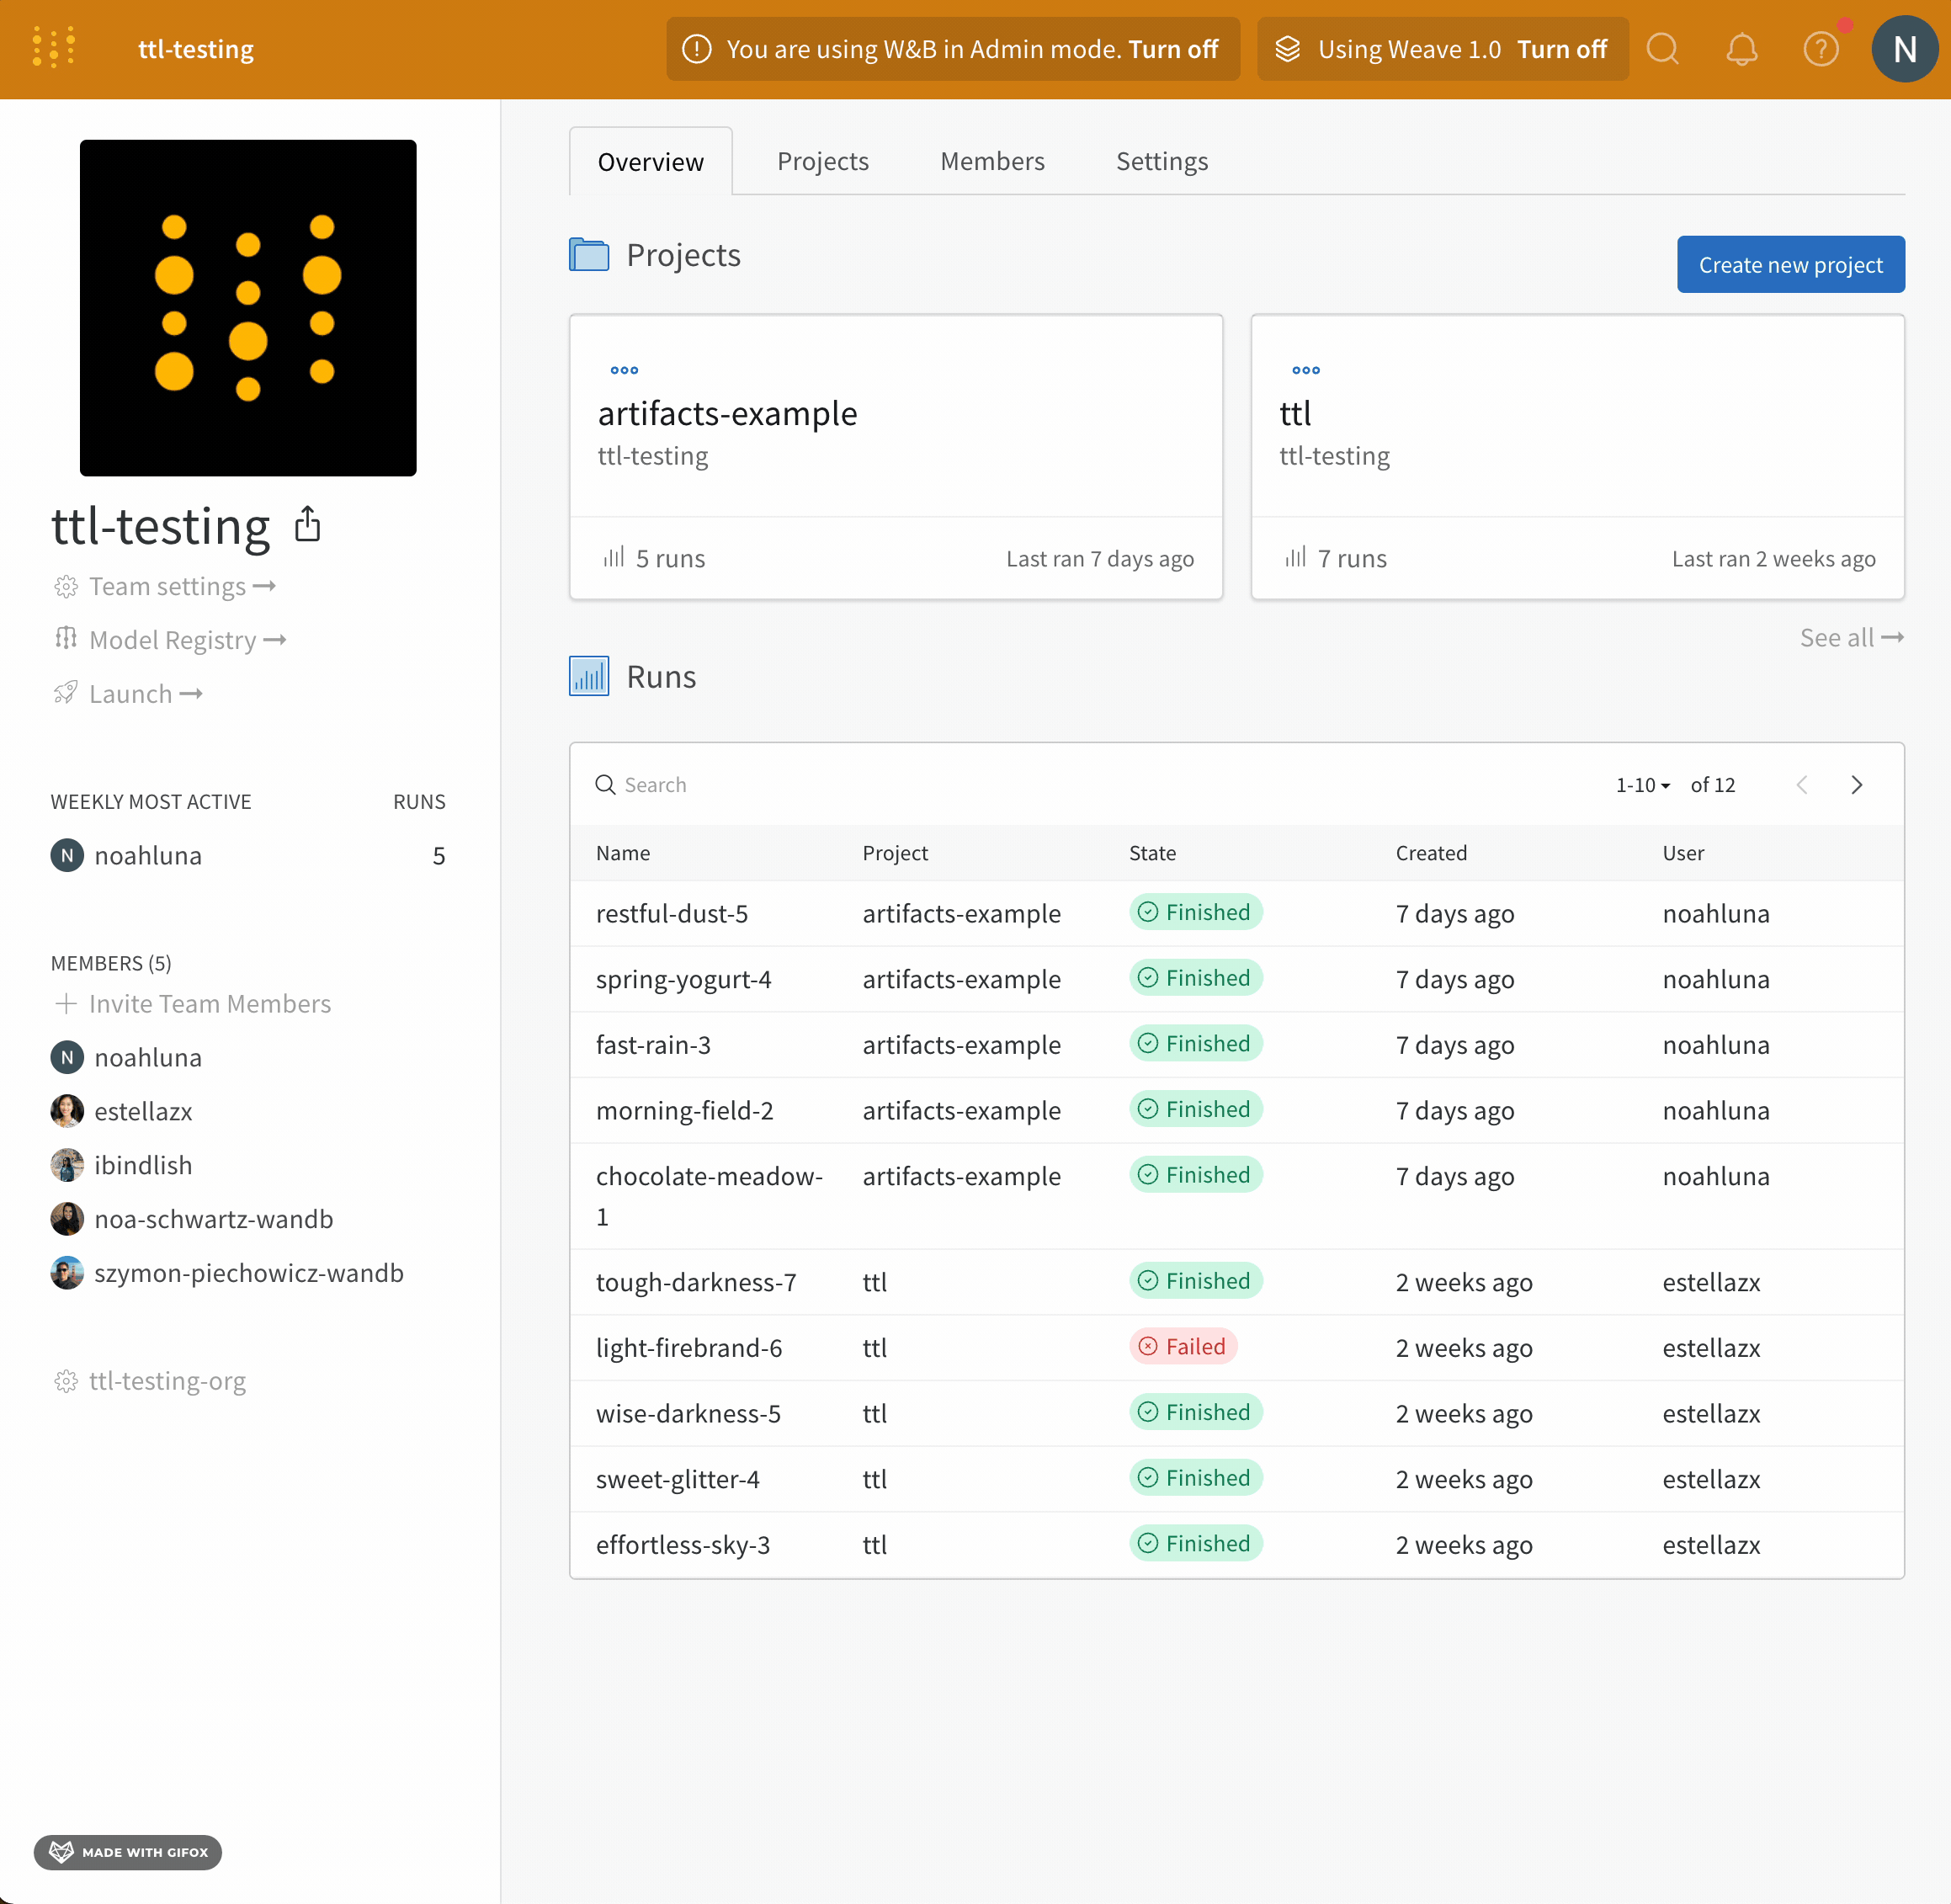 ttl-testing
You are using W&B in Admin mode. Turn off
Using Weave 1.0 Turn off
N
Overview
Projects
Members
Settings
Projects
Create new project
artifacts-example
ttl-testing
5 runs
Last ran 7 days ago
ttl
ttl-testing
7 runs
Last ran 2 weeks ago
See all
ttl-testing
Team settings
Model Registry
Launch
WEEKLY MOST ACTIVE RUNS
N noahluna 5
MEMBERS (5)
Invite Team Members
N noahluna
estellazx
ibindlish
noa-schwartz-wandb
szymon-piechowicz-wandb
ttl-testing-org
Runs
Search
1-10 of 12
Name Project State Created User
restful-dust-5 artifacts-example Finished 7 days ago noahluna
spring-yogurt-4 artifacts-example Finished 7 days ago noahluna
fast-rain-3 artifacts-example Finished 7 days ago noahluna
morning-field-2 artifacts-example Finished 7 days ago noahluna
chocolate-meadow- artifacts-example Finished 7 days ago noahluna
1
tough-darkness-7 ttl Finished 2 weeks ago estellazx
light-firebrand-6 ttl Failed 2 weeks ago estellazx
wise-darkness-5 ttl Finished 2 weeks ago estellazx
sweet-glitter-4 ttl Finished 2 weeks ago estellazx
effortless-sky-3 ttl Finished 2 weeks ago estellazx
MADE WITH GIFOX